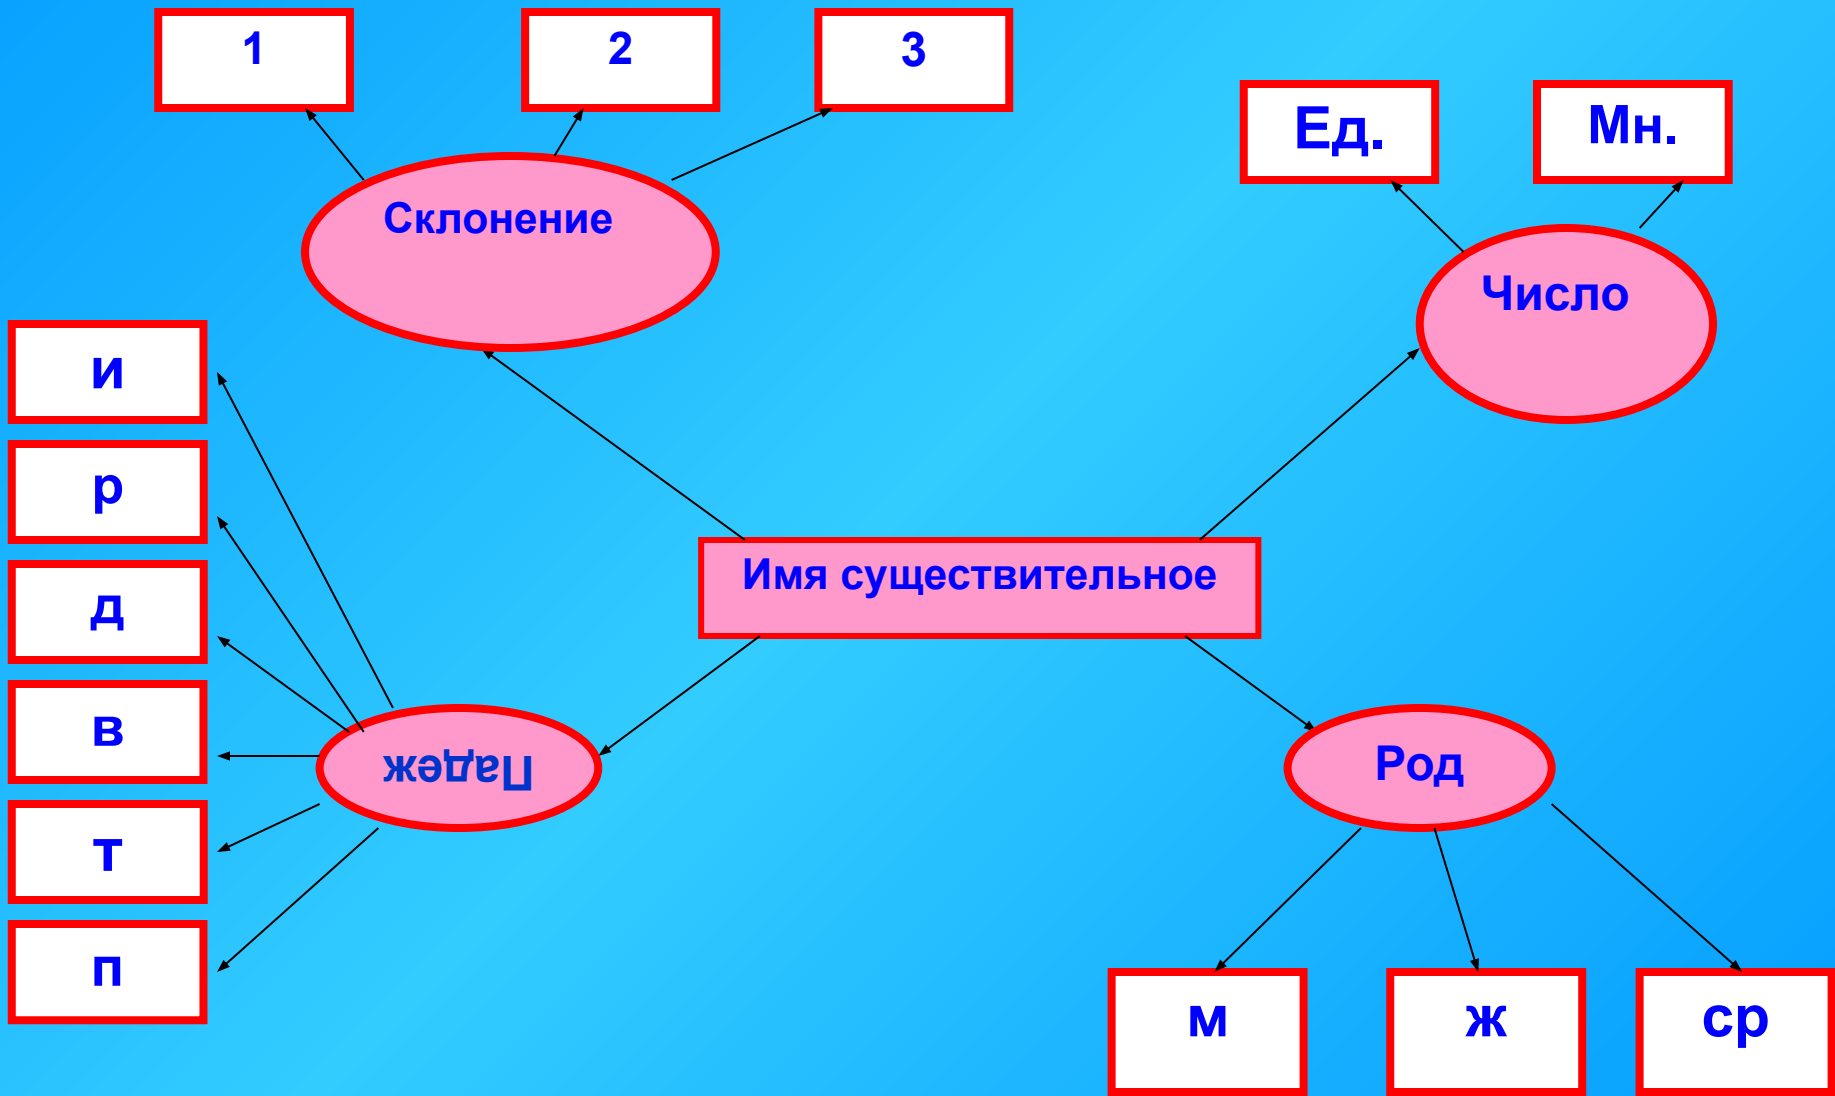 1
2
3
Ед.
Мн.
Склонение
Число
и
р
д
в
т
п
Имя существительное
Падеж
Род
м
ж
ср